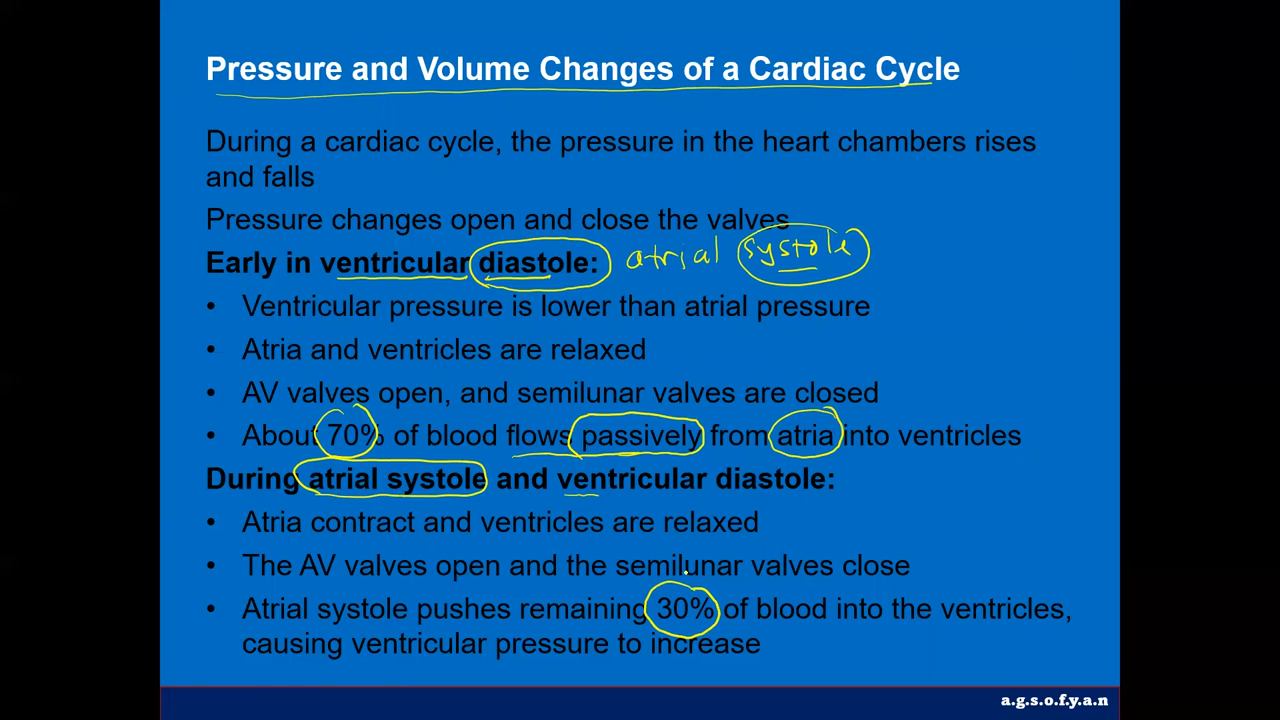 Pressure and Volume Changes of a Cardiac Cycle
During a cardiac cycle, the pressure in the heart chambers rises
and falls
Pressure changes open and close the valves
Early in ventricular diastole: atrial systole
• Ventricular pressure is lower than atrial pressure
• Atria and ventricles are relaxed
• AV valves open, and semilunar valves are closed
• About 70% of blood flows passively from atria into ventricles
During atrial systole and ventricular diastole:
• Atria contract and ventricles are relaxed
• The AV valves open and the semilunar valves close
• Atrial systole pushes remaining 30% of blood into the ventricles,
causing ventricular pressure to increase
a.g.s.o.f.y.a.n